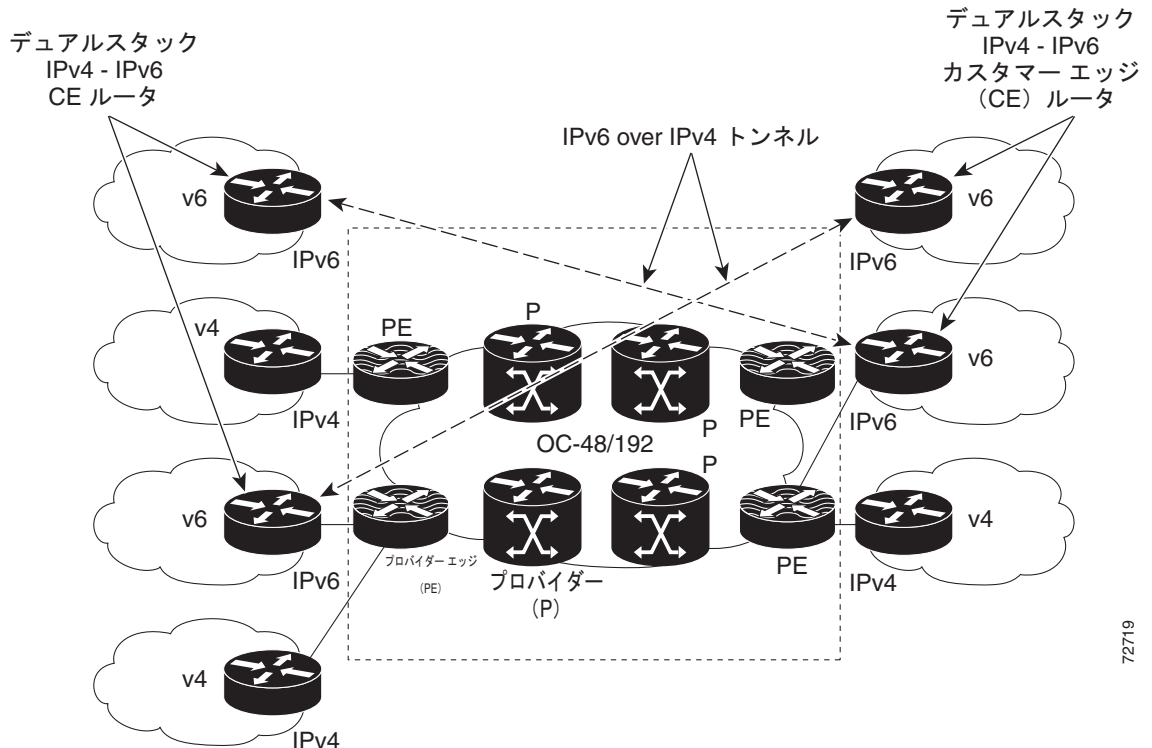 デュアルスタック
IPv4 - IPv6
CE ルータ
デュアルスタック
IPv4 - IPv6
カスタマー エッジ
（CE）ルータ
IPv6 over IPv4 トンネル
v6
IPv6
v6
IPv6
v4
IPv4
PE
P
P
PE
v6
IPv6
OC-48/192
v6
IPv6
プロバイダー エッジ
（PE）
プロバイダー
（P）
P
PE
v4
IPv4
v4
IPv4
72719